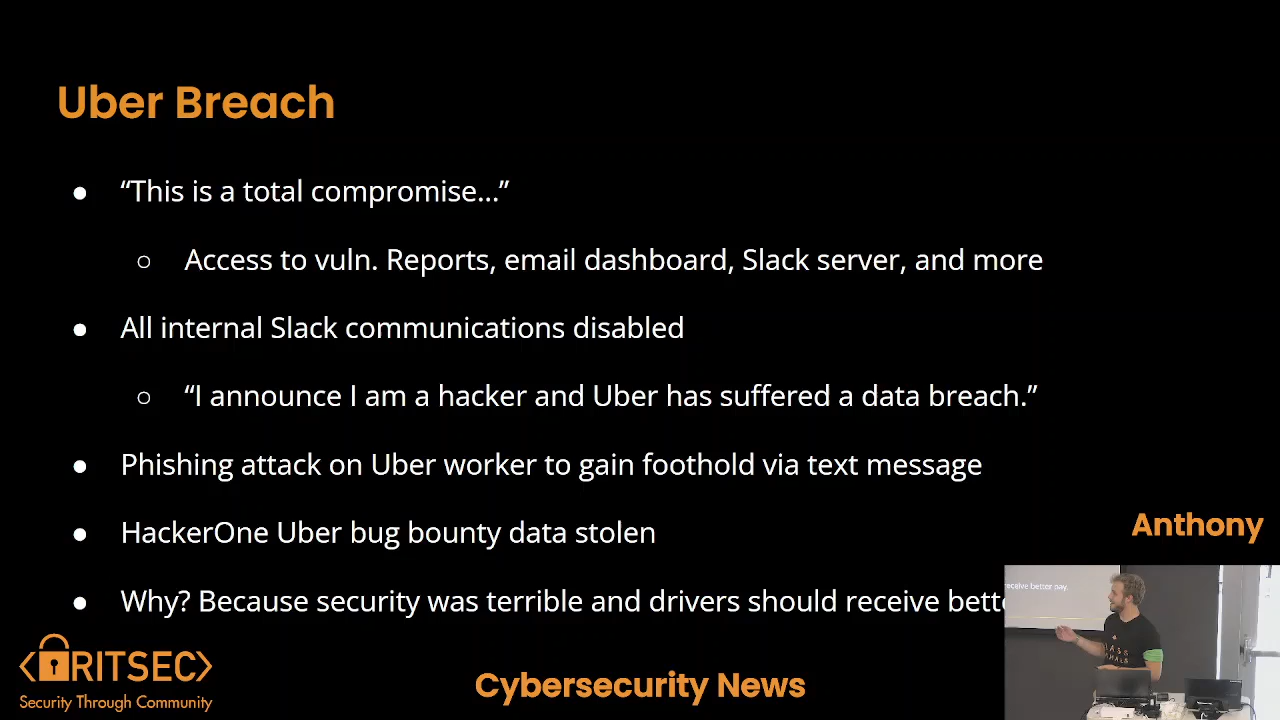 Uber Breach
● “This is a total compromise…”
○ Access to vuln. Reports, email dashboard, Slack server, and more
● All internal Slack communications disabled
○ “I announce I am a hacker and Uber has suffered a data breach.”
● Phishing attack on Uber worker to gain foothold via text message
● HackerOne Uber bug bounty data stolen
● Why? Because security was terrible and drivers should receive
Anthony
receive better pay.
RITSEC
Security Through Community
Cybersecurity News